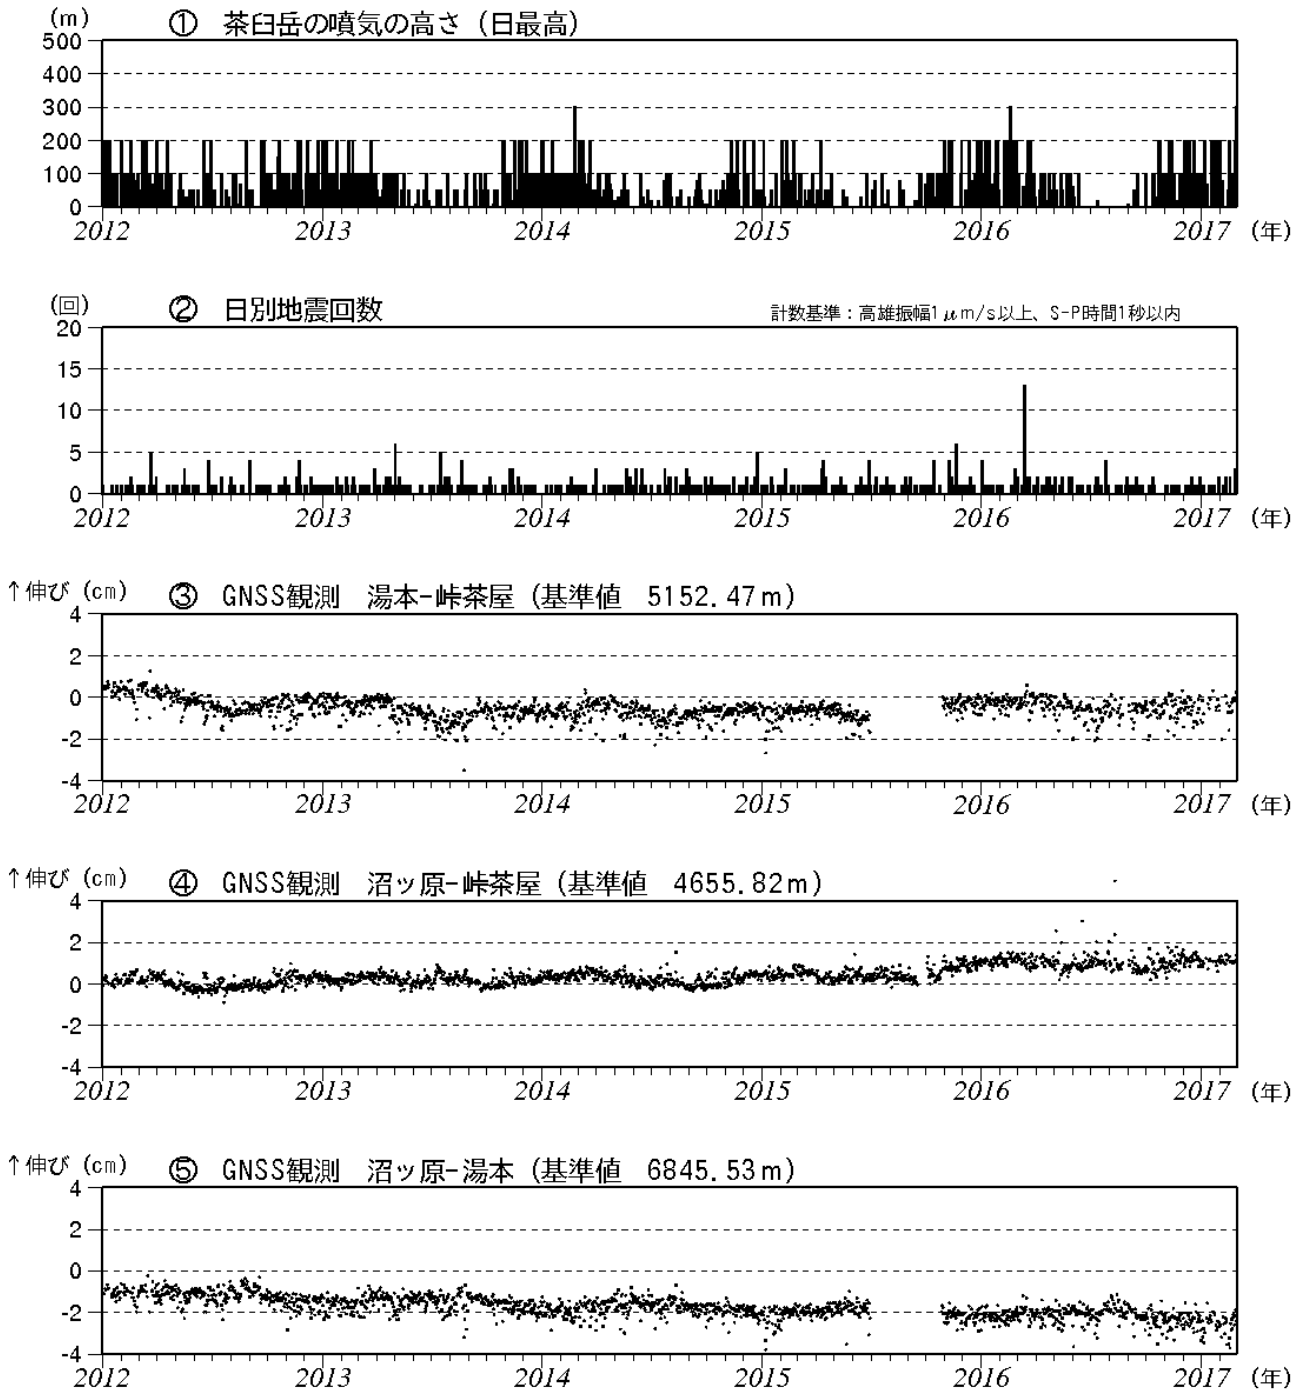 (m) ① 茶臼岳の噴気の高さ（日最高）
500
400
300
200
100
0
2012 2013 2014 2015 2016 2017 (年)
(回) ② 日別地震回数 計数基準：高雄振幅1μm/s以上、S-P時間1秒以内
20
15
10
5
0
2012 2013 2014 2015 2016 2017 (年)
↑伸び (cm) ③ GNSS観測 湯本-峠茶屋 (基準値 5152.47m)
4
2
0
-2
-4
2012 2013 2014 2015 2016 2017 (年)
↑伸び (cm) ④ GNSS観測 沼ッ原-峠茶屋 (基準値 4655.82m)
4
2
0
-2
-4
2012 2013 2014 2015 2016 2017 (年)
↑伸び (cm) ⑤ GNSS観測 沼ッ原-湯本 (基準値 6845.53m)
4
2
0
-2
-4
2012 2013 2014 2015 2016 2017 (年)